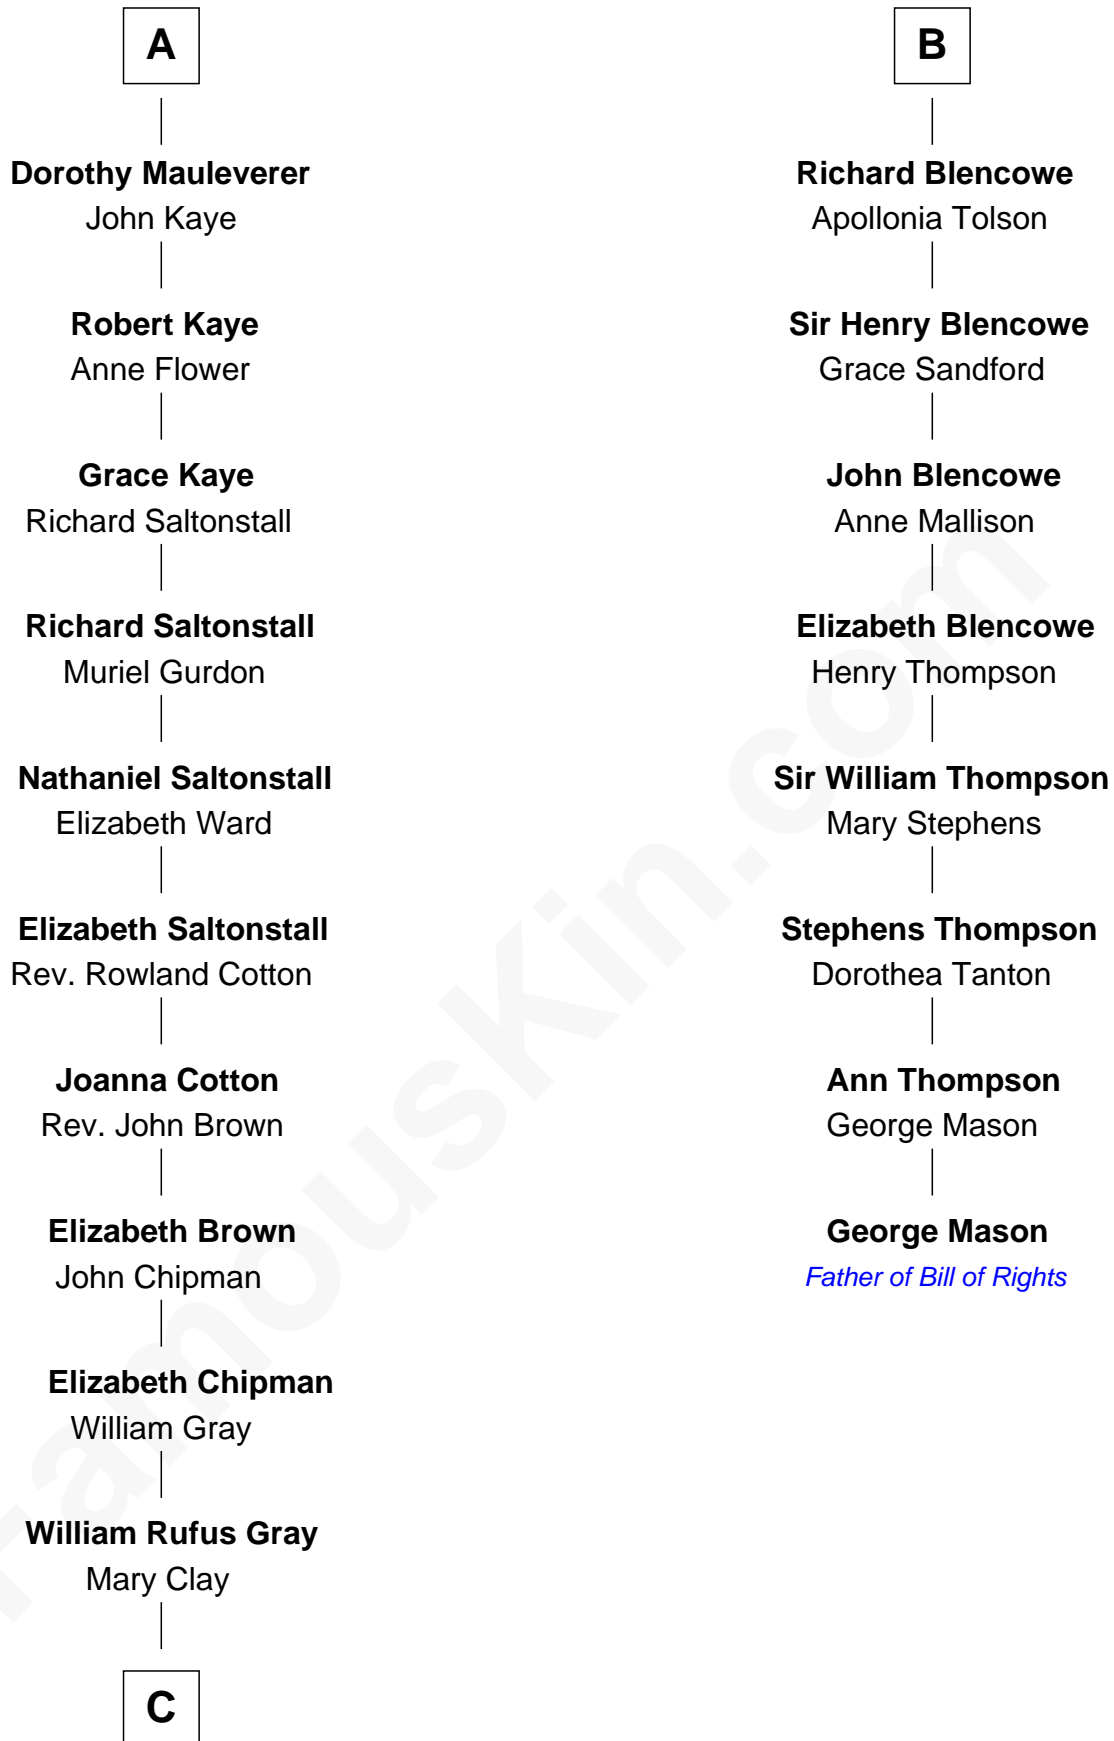 A
Dorothy Mauleverer
John Kaye
Robert Kaye
Anne Flower
Grace Kaye
Richard Saltonstall
Richard Saltonstall
Muriel Gurdon
Nathaniel Saltonstall
Elizabeth Ward
Elizabeth Saltonstall
Rev. Rowland Cotton
Joanna Cotton
Rev. John Brown
Elizabeth Brown
John Chipman
Elizabeth Chipman
William Gray
William Rufus Gray
Mary Clay
C
B
Richard Blencowe
Apollonia Tolson
Sir Henry Blencowe
Grace Sandford
John Blencowe
Anne Mallison
Elizabeth Blencowe
Henry Thompson
Sir William Thompson
Mary Stephens
Stephens Thompson
Dorothea Tanton
Ann Thompson
George Mason
George Mason
Father of Bill of Rights
FamousKin.com